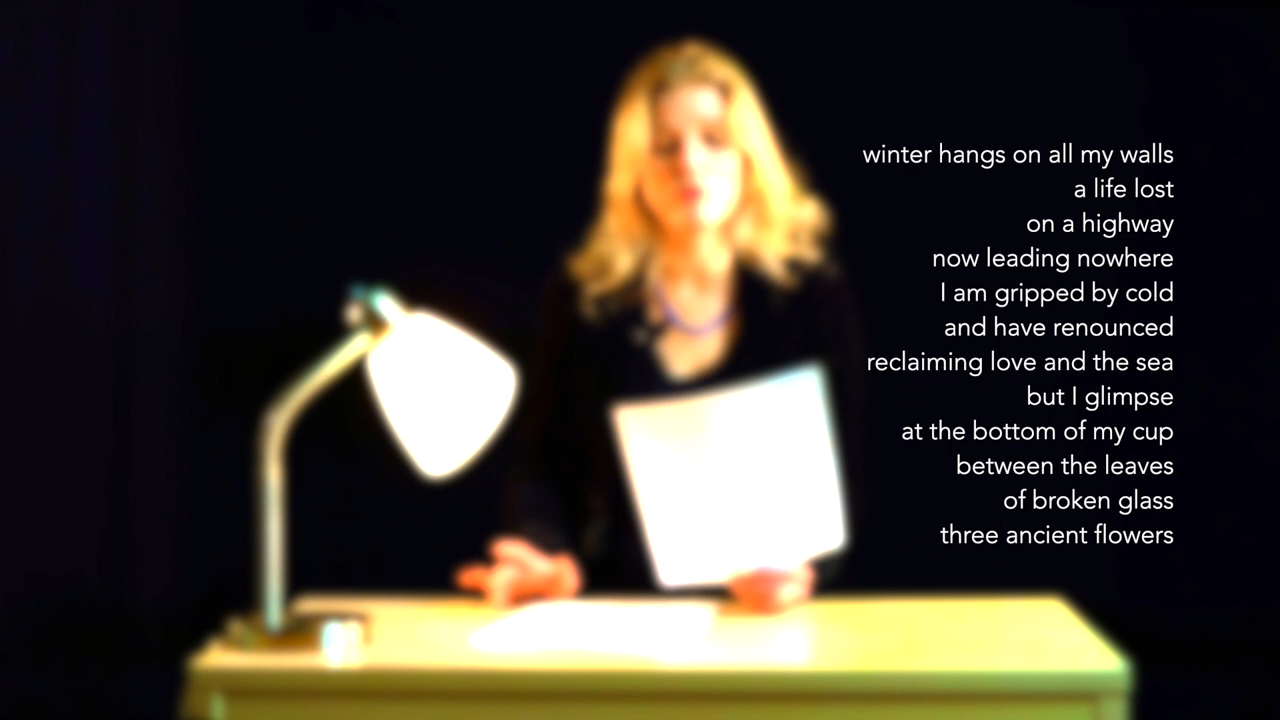 winter hangs on all my walls
a life lost
on a highway
now leading nowhere
I am gripped by cold
and have renounced
reclaiming love and the sea
but I glimpse
at the bottom of my cup
between the leaves
of broken glass
three ancient flowers